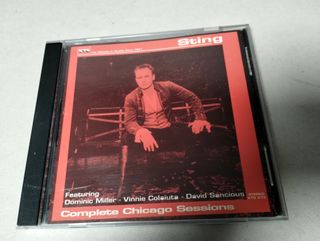 Sting
Featuring
Dominic Miller · Vinnie Colaiuta · David Sancious
Complete Chicago Sessions